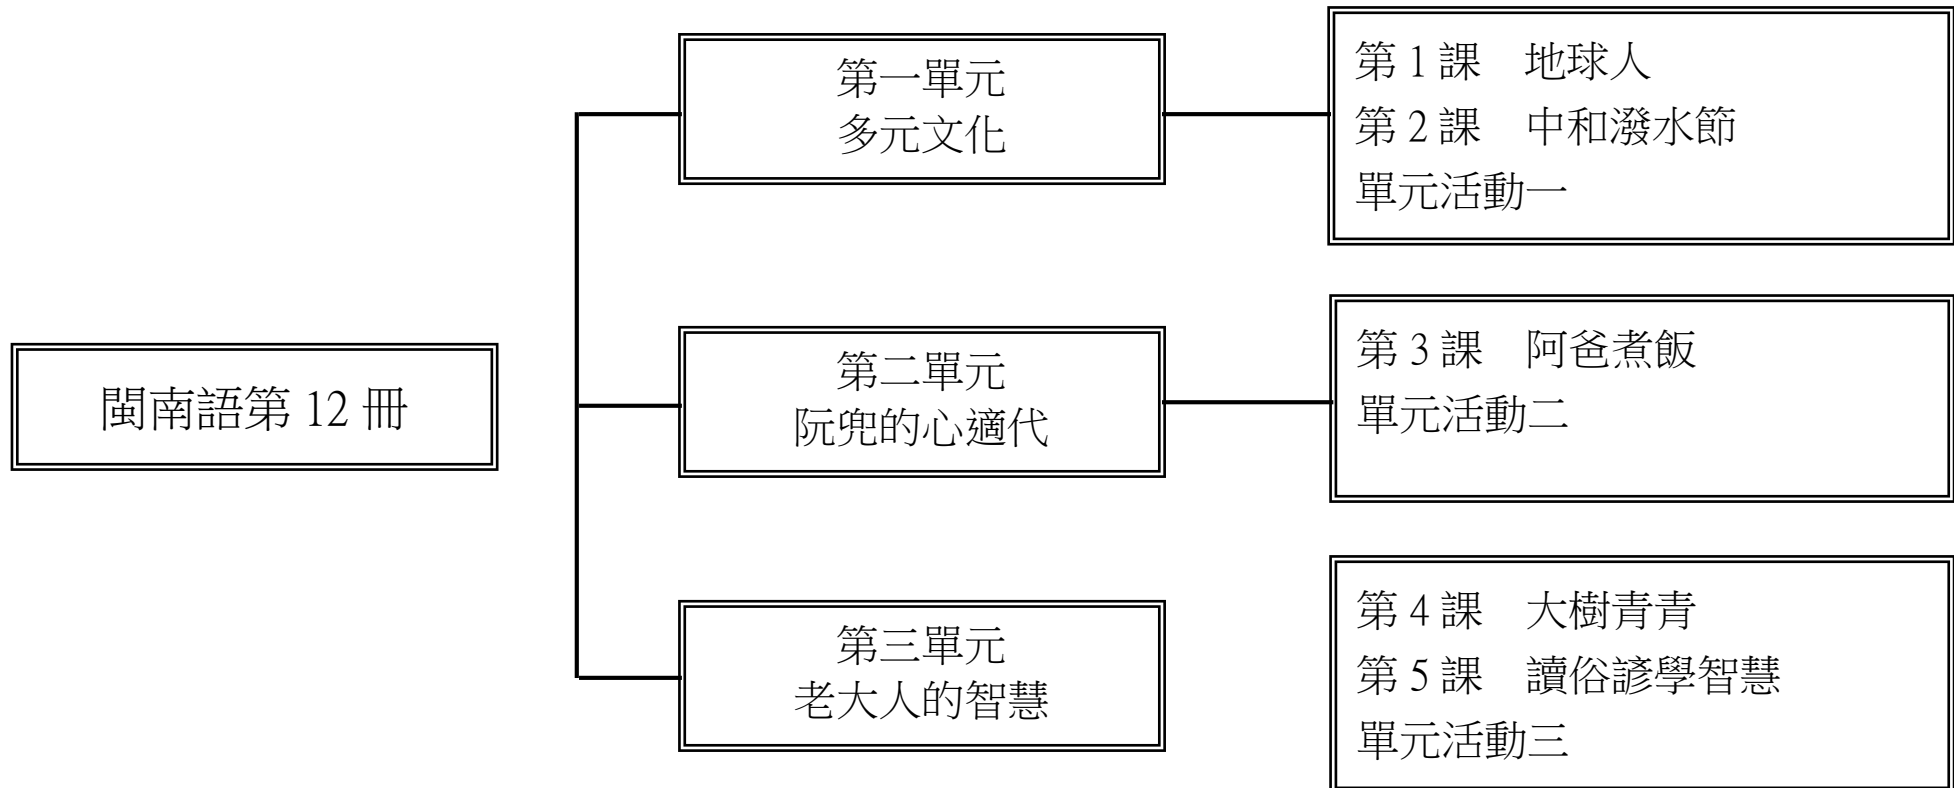 閩南語第 12 冊
第一單元
多元文化
第 1 課　地球人
第 2 課　中和潑水節
單元活動一
第二單元
阮兜的心適代
第 3 課　阿爸煮飯
單元活動二
第三單元
老大人的智慧
第 4 課　大樹青青
第 5 課　讀俗諺學智慧
單元活動三